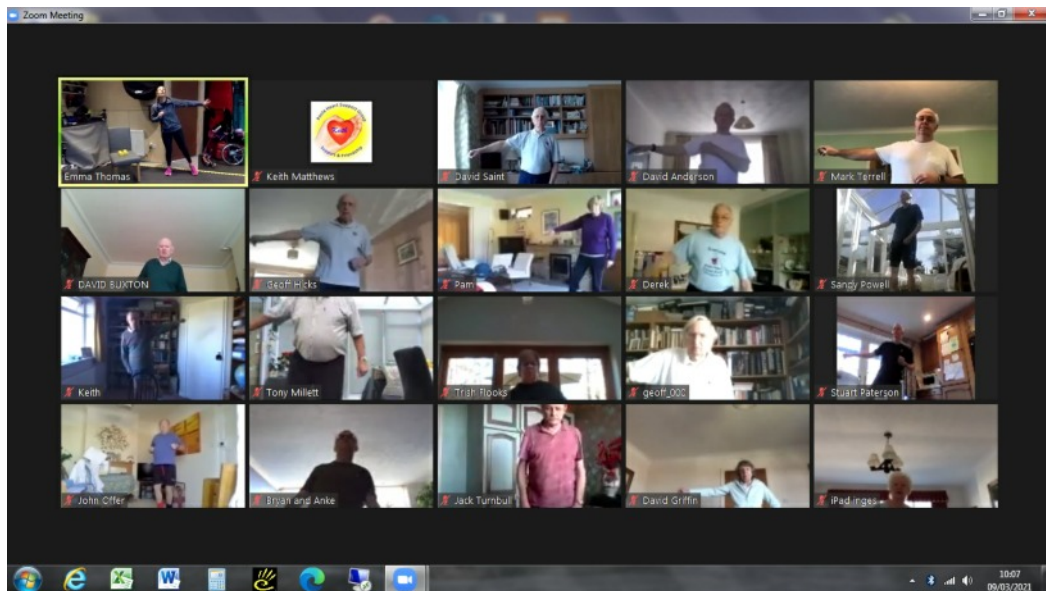 Zoom Meeting
Emma Thomas
Keith Matthews
David Saint
David Anderson
Mark Terrell
DAVID BUXTON
Geoff Hicks
Pam
Derek
Sandy Powell
Keith
Tony Millett
Trish Flooks
geoff_000
Stuart Paterson
John Offer
Bryan and Anke
Jack Turnbull
David Griffin
iPad Inges
10:07
09/03/2021